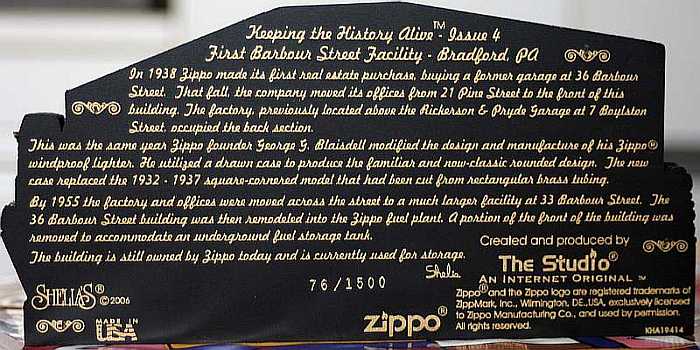 Keeping the History Alive™ - Issue 4
First Barbour Street Facility - Bradford, PA
In 1938 Zippo made its first real estate purchase, buying a former garage at 36 Barbour
Street. That fall, the company moved its offices from 21 Pine Street to the front of this
building. The factory, previously located above the Rickerson & Pryde Garage at 7 Boylston
Street, occupied the back section.
This was the same year Zippo founder George G. Blaisdell modified the design and manufacture of his Zippo®
windproof lighter. He utilized a drawn case to produce the familiar and now-classic rounded design. The new
case replaced the 1932 - 1937 square-cornered model that had been cut from rectangular brass tubing.
By 1955 the factory and offices were moved across the street to a much larger facility at 33 Barbour Street. The
36 Barbour Street building was then remodeled into the Zippo fuel plant. A portion of the front of the building was
removed to accommodate an underground fuel storage tank.
The building is still owned by Zippo today and is currently used for storage.
Shelia
76/1500
Created and produced by
The Studio®
AN INTERNET ORIGINAL™
Zippo® and the Zippo logo are registered trademarks of
ZippMark, Inc., Wilmington, DE.,USA, exclusively licensed
to Zippo Manufacturing Co., and used by permission.
All rights reserved.
KHA19414
SHELIA'S® ©2006
MADE IN
USA
zippo®